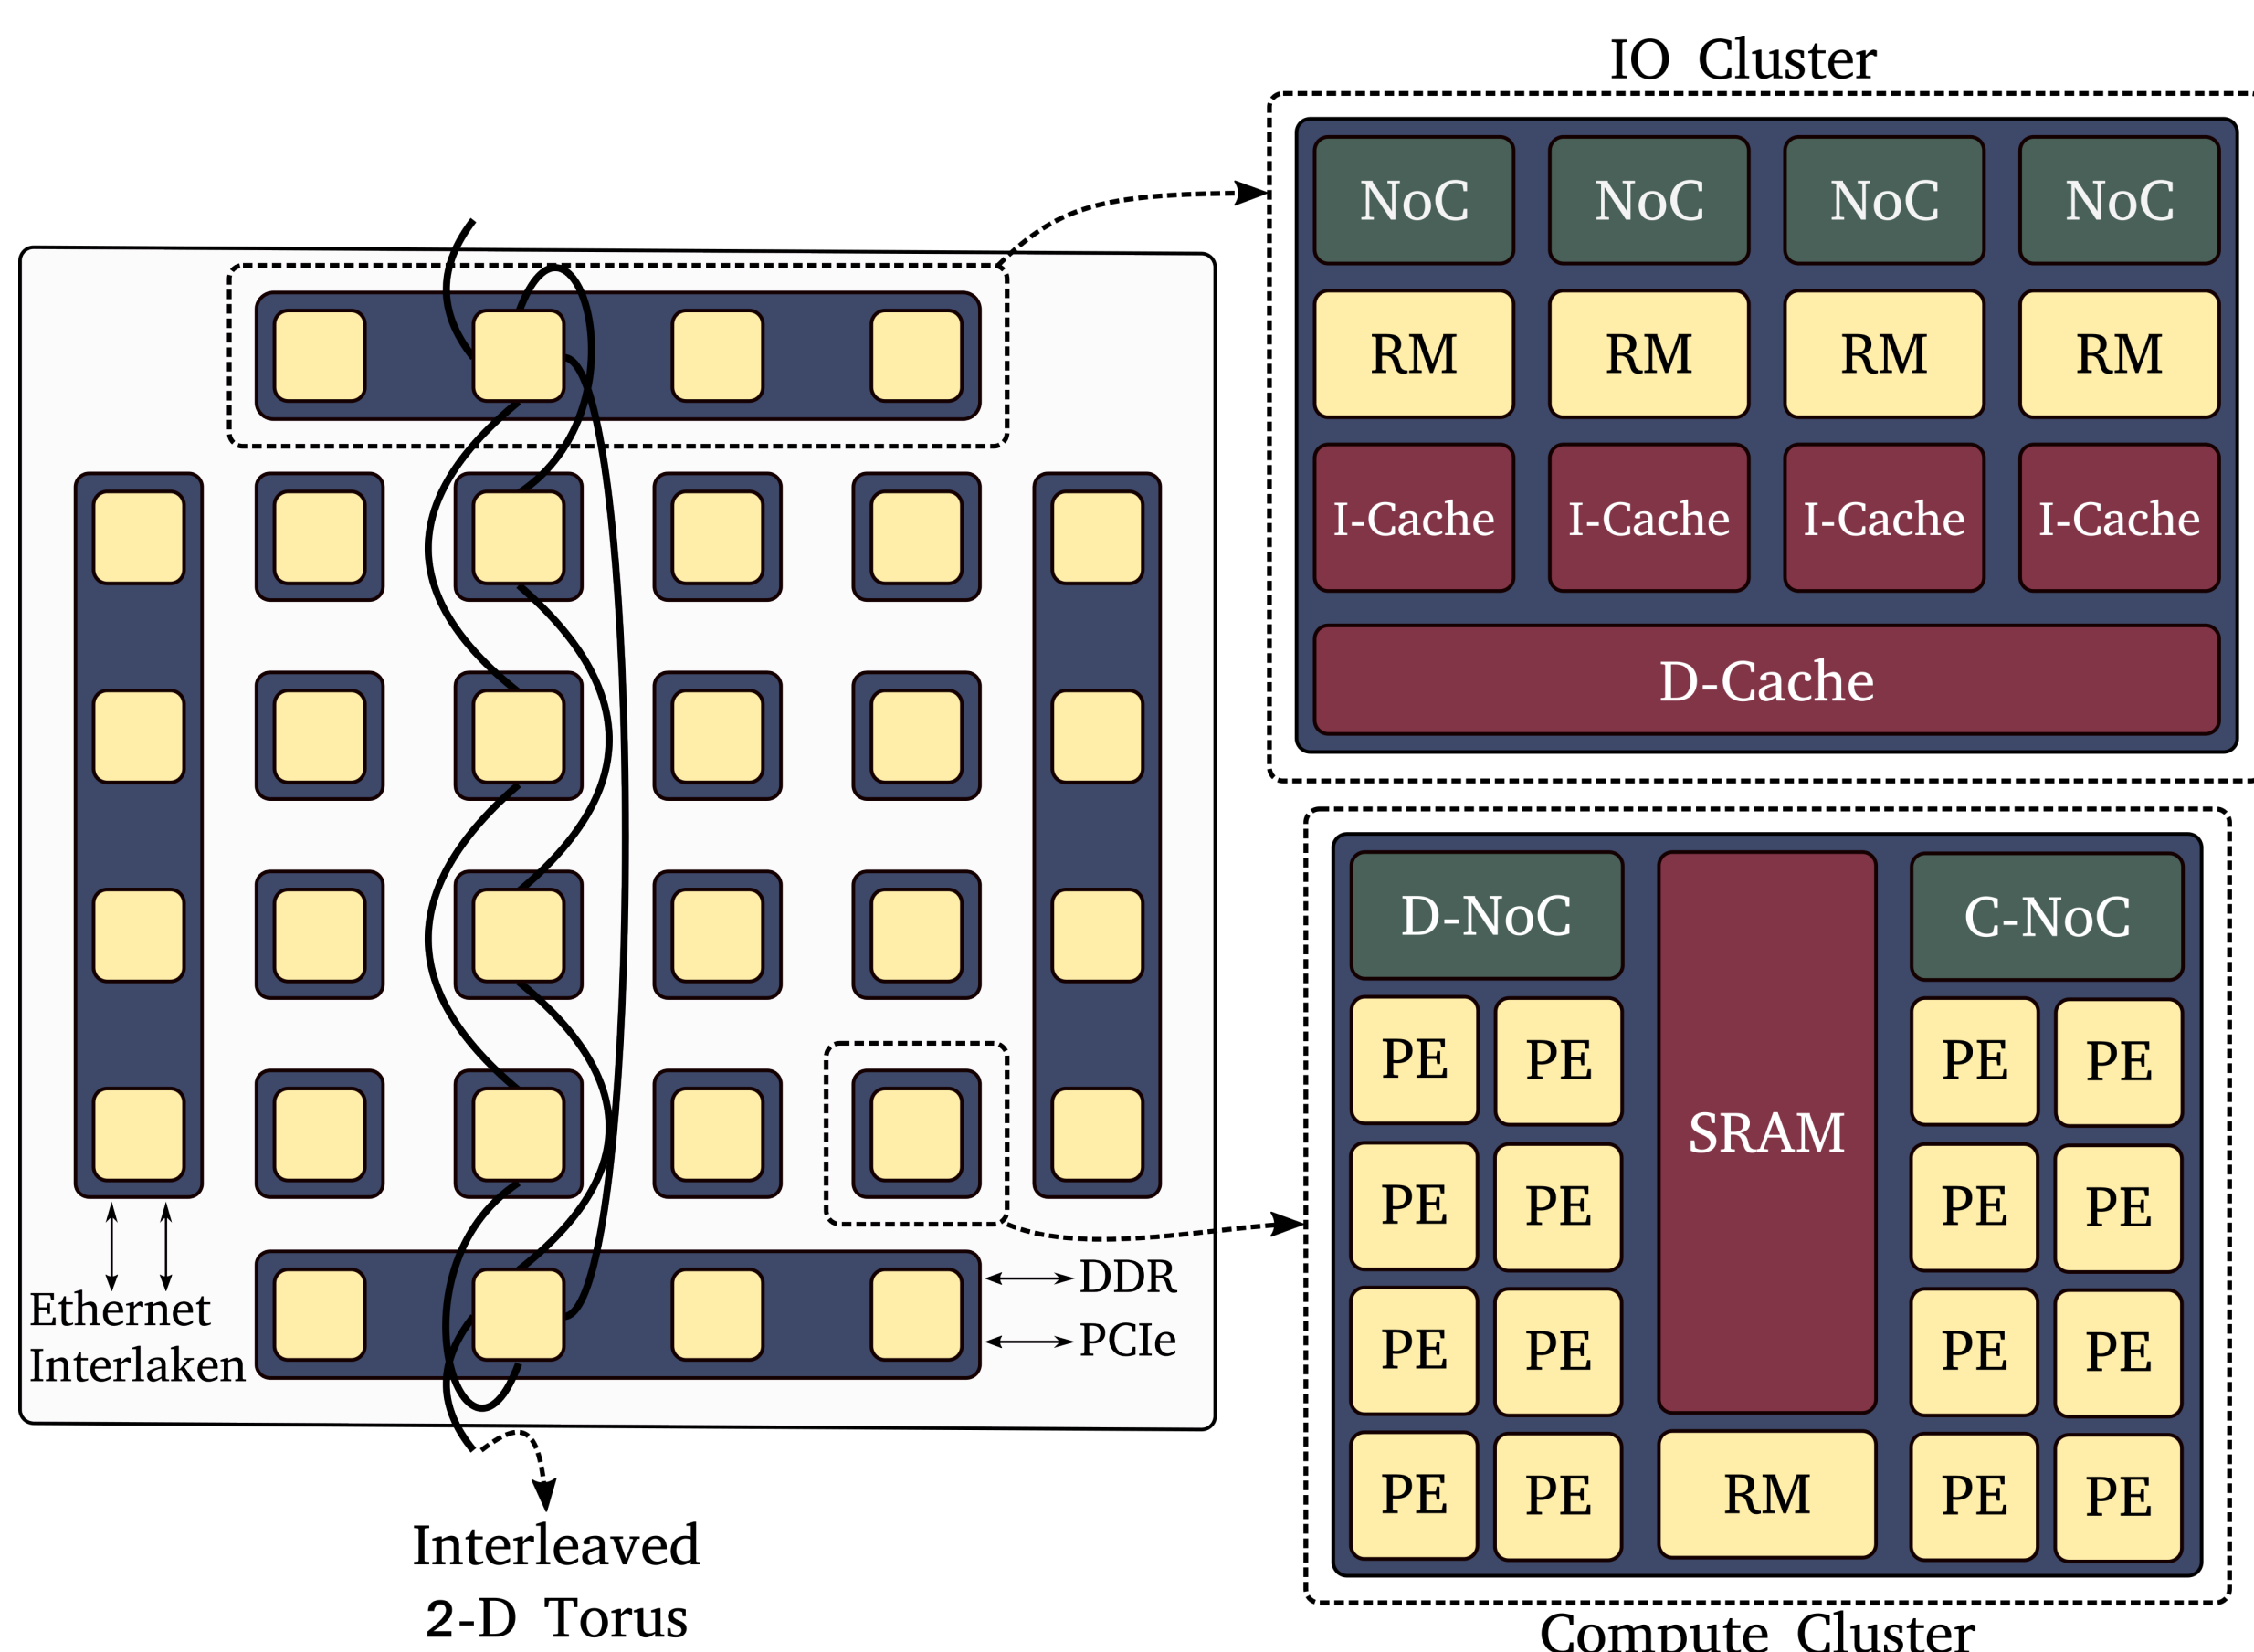 IO Cluster
NoC NoC NoC NoC
RM RM RM RM
I-Cache I-Cache I-Cache I-Cache
D-Cache
D-NoC C-NoC
PE PE PE PE
SRAM
PE PE PE PE
PE PE PE PE
PE PE RM PE PE
Compute Cluster
DDR
PCIe
Ethernet
Interlaken
Interleaved
2-D Torus